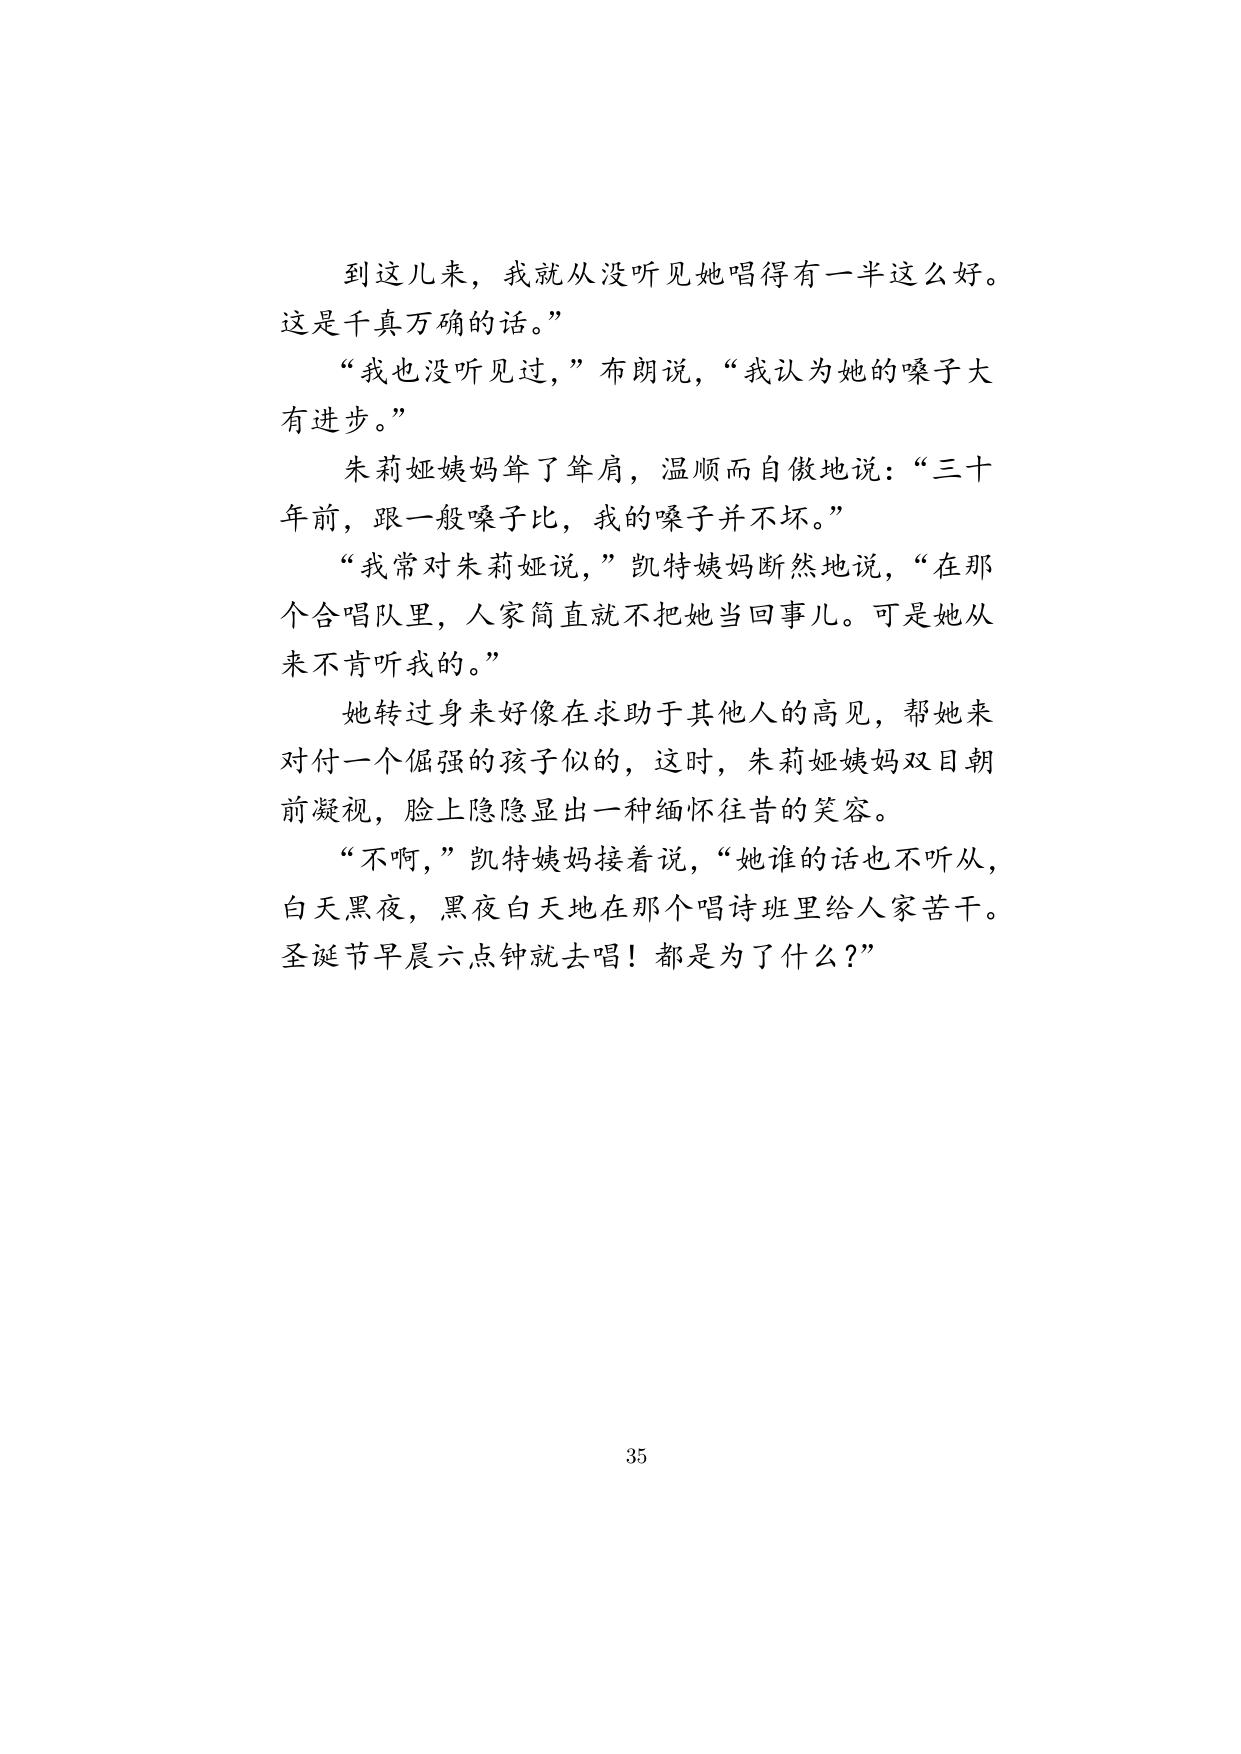 到这儿来，我就从没听见她唱得有一半这么好。
这是千真万确的话。”
“我也没听见过，”布朗说，“我认为她的嗓子大
有进步。”
朱莉娅姨妈耸了耸肩，温顺而自傲地说：“三十
年前，跟一般嗓子比，我的嗓子并不坏。”
“我常对朱莉娅说，”凯特姨妈断然地说，“在那
个合唱队里，人家简直就不把她当回事儿。可是她从
来不肯听我的。”
她转过身来好像在求助于其他人的高见，帮她来
对付一个倔强的孩子似的，这时，朱莉娅姨妈双目朝
前凝视，脸上隐隐显出一种缅怀往昔的笑容。
“不啊，”凯特姨妈接着说，“她谁的话也不听从，
白天黑夜，黑夜白天地在那个唱诗班里给人家苦干。
圣诞节早晨六点钟就去唱！都是为了什么？”
35